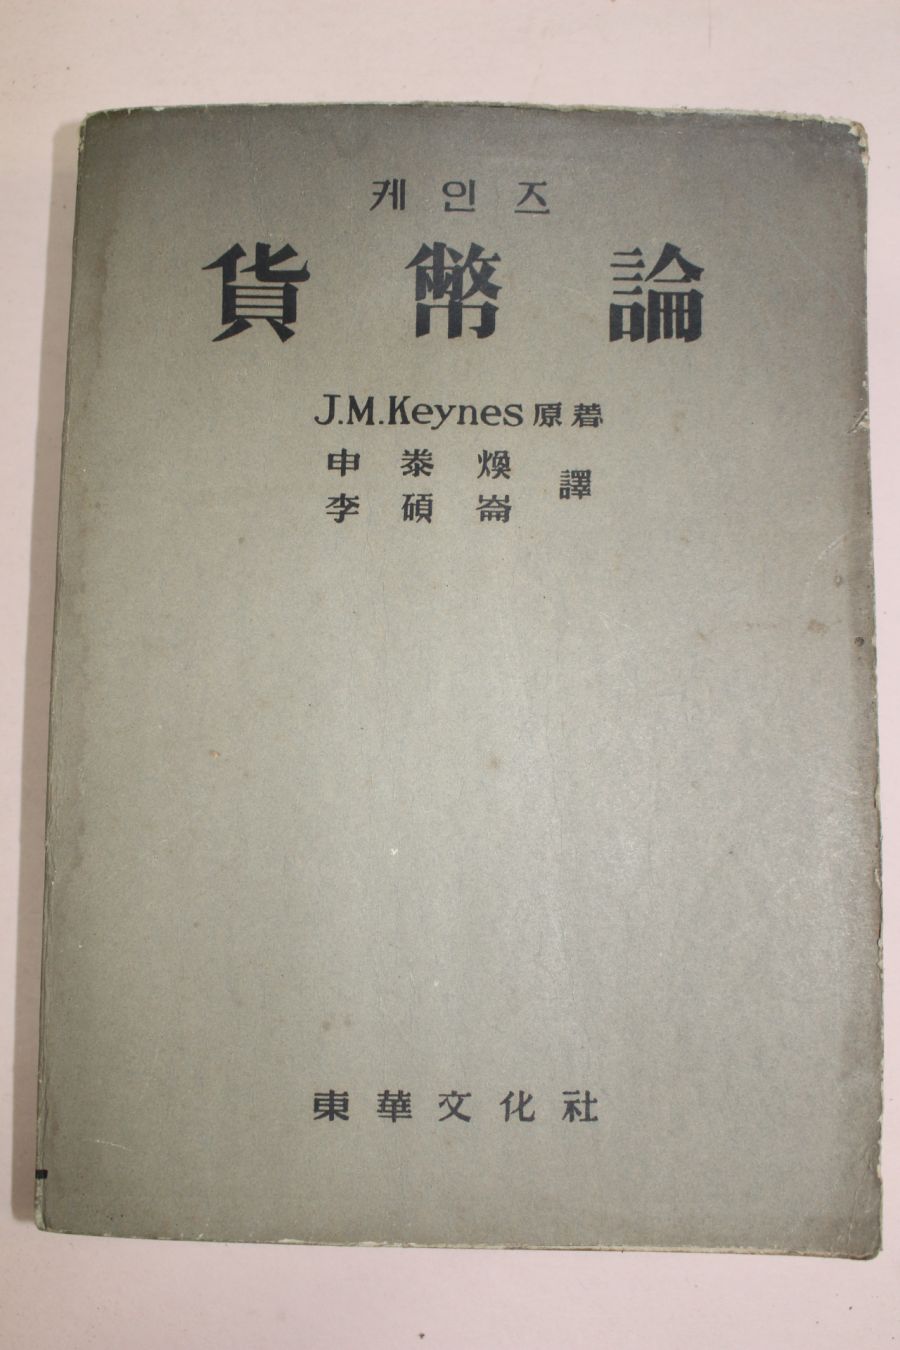 케인즈
貨幣論
J.M.Keynes 原著
申泰煥
李碩崙 譯
東華文化社